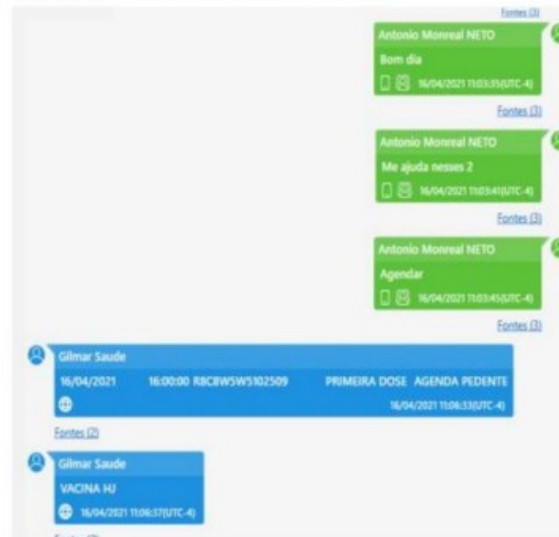 Fontes (3)
Antonio Monreal NETO
Bom dia
16/04/2021 11:03:35(UTC-4)
Fontes (3)
Antonio Monreal NETO
Me ajuda nesses 2
16/04/2021 11:03:41(UTC-4)
Fontes (3)
Antonio Monreal NETO
Agendar
16/04/2021 11:03:45(UTC-4)
Fontes (3)
Gilmar Saude
16/04/2021 16:00:00 R8C8W5W5102509 PRIMEIRA DOSE AGENDA PEDENTE
16/04/2021 11:06:33(UTC-4)
Fontes (2)
Gilmar Saude
VACINA HJ
16/04/2021 11:06:37(UTC-4)